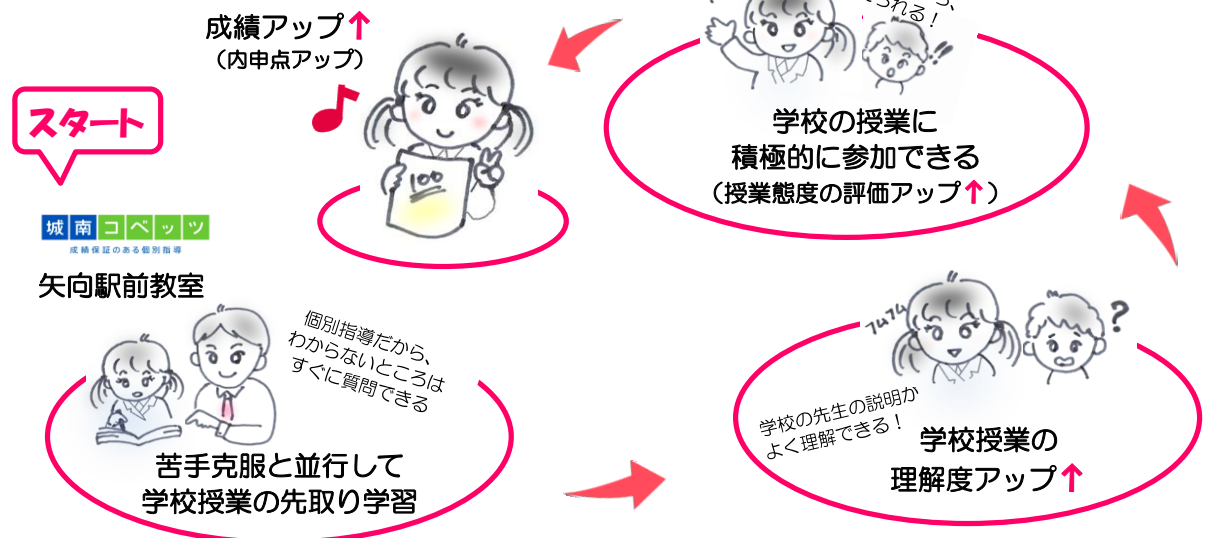 成績アップ↑
(内申点アップ)
スタート
城南コベッツ
成績保証のある個別指導
矢向駅前教室
個別指導だから、
わからないところは
すぐに質問できる
苦手克服と並行して
学校授業の先取り学習
フムフム
?
学校の先生の説明が
よく理解できる!
学校授業の
理解度アップ↑
られる!
!!
学校の授業に
積極的に参加できる
(授業態度の評価アップ↑)
100